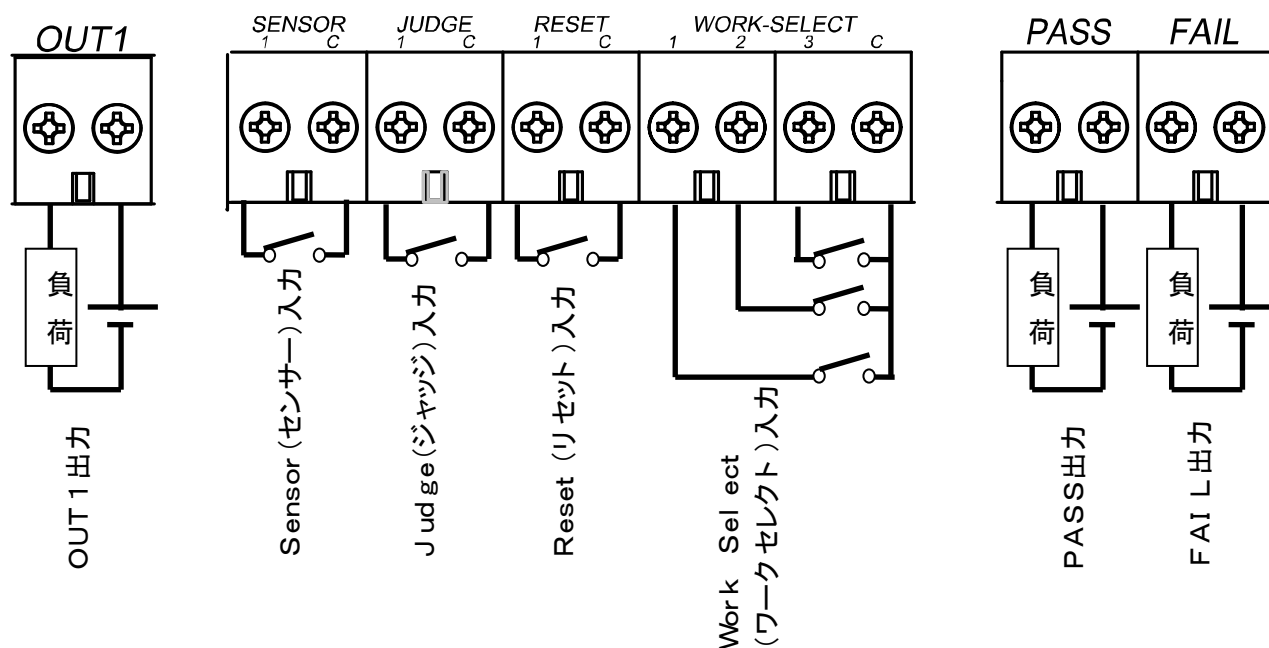 OUT1
SENSOR JUDGE RESET WORK-SELECT
1 C 1 C 1 C 1 2 3 C
PASS FAIL
負荷
負荷
負荷
OUT1出力
Sensor(センサー)入力
Judge(ジャッジ)入力
Reset(リセット)入力
Work Select
(ワークセレクト)入力
PASS出力
FAIL出力